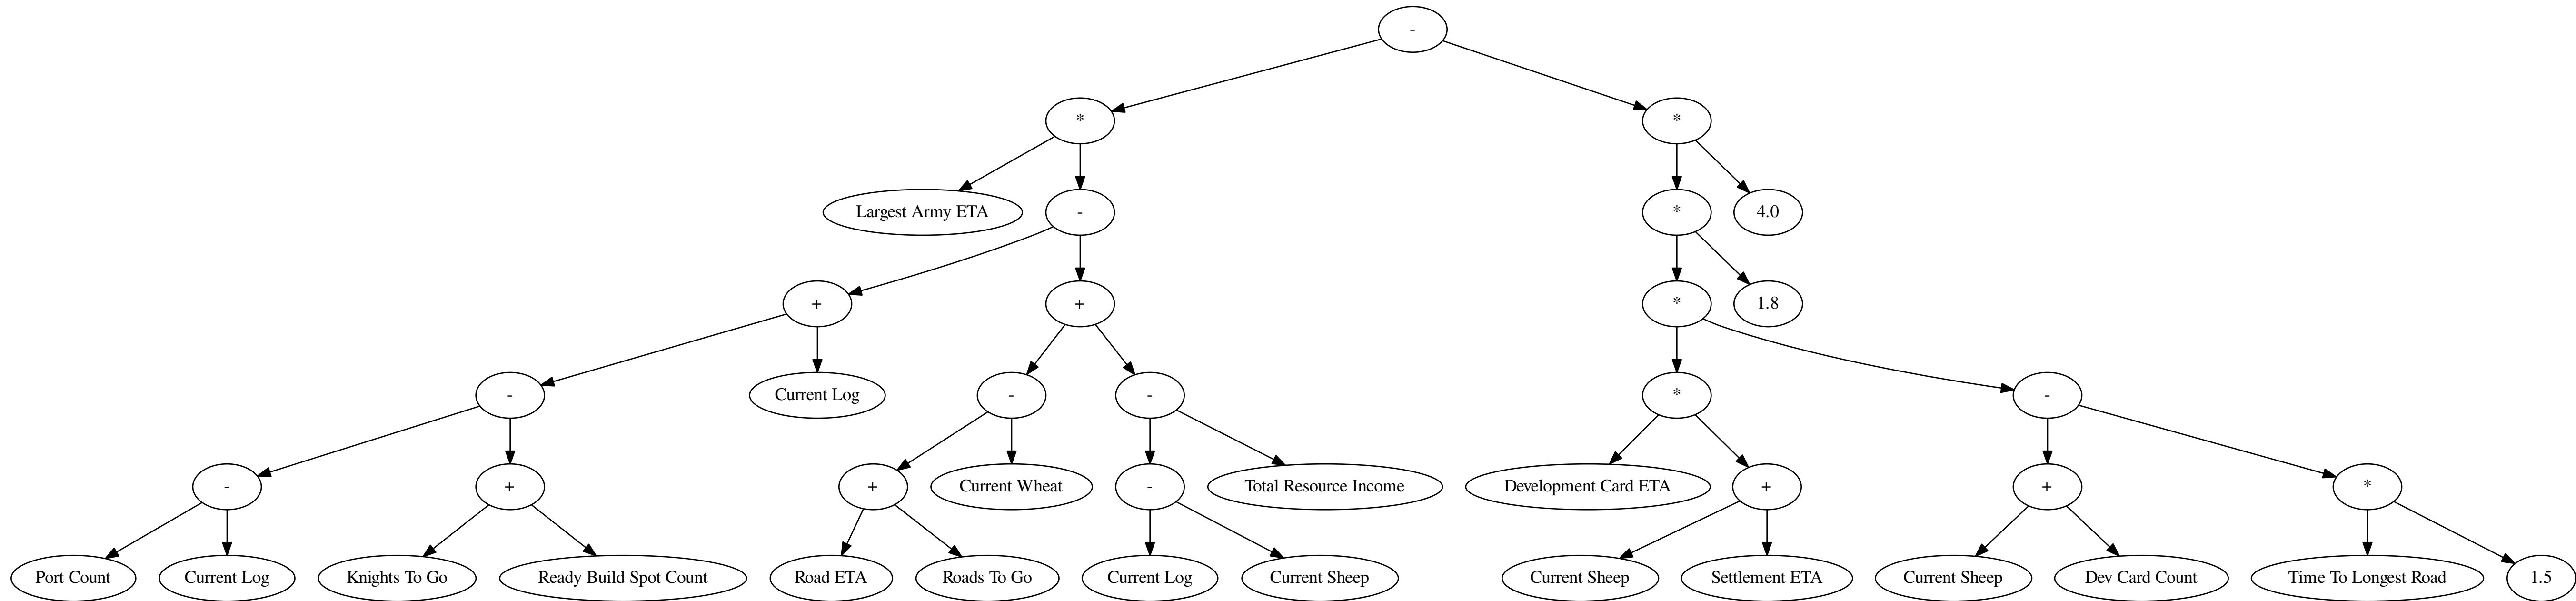 -
*
*
Largest Army ETA
-
*
4.0
+
+
*
1.8
-
Current Log
-
-
*
-
-
+
+
Current Wheat
-
Total Resource Income
Development Card ETA
+
+
*
Port Count
Current Log
Knights To Go
Ready Build Spot Count
Road ETA
Roads To Go
Current Log
Current Sheep
Current Sheep
Settlement ETA
Current Sheep
Dev Card Count
Time To Longest Road
1.5